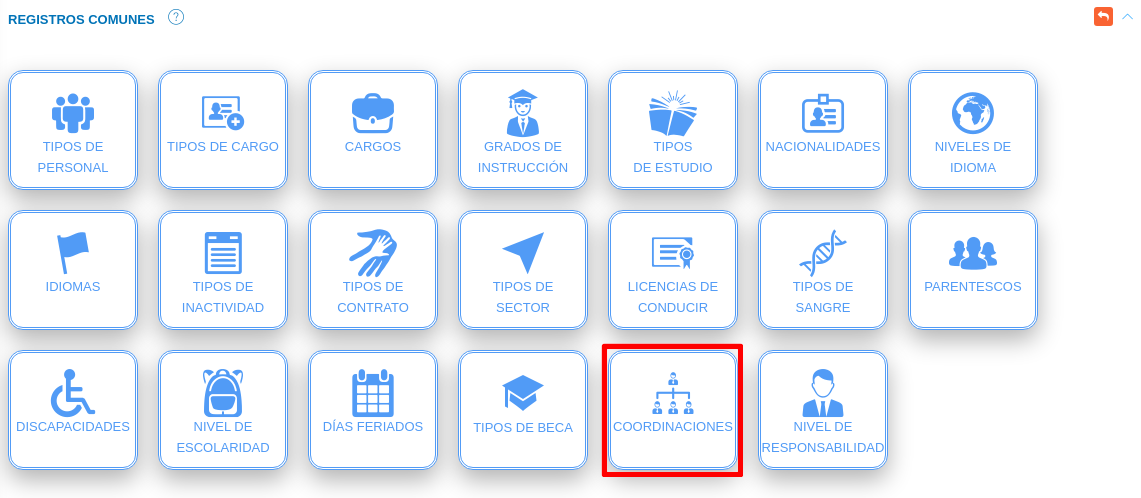 REGISTROS COMUNES ?
TIPOS DE
PERSONAL
TIPOS DE CARGO
CARGOS
GRADOS DE
INSTRUCCIÓN
TIPOS
DE ESTUDIO
NACIONALIDADES
NIVELES DE
IDIOMA
IDIOMAS
TIPOS DE
INACTIVIDAD
TIPOS DE
CONTRATO
TIPOS DE
SECTOR
LICENCIAS DE
CONDUCIR
TIPOS DE
SANGRE
PARENTESCOS
DISCAPACIDADES
NIVEL DE
ESCOLARIDAD
DÍAS FERIADOS
TIPOS DE BECA
COORDINACIONES
NIVEL DE
RESPONSABILIDAD